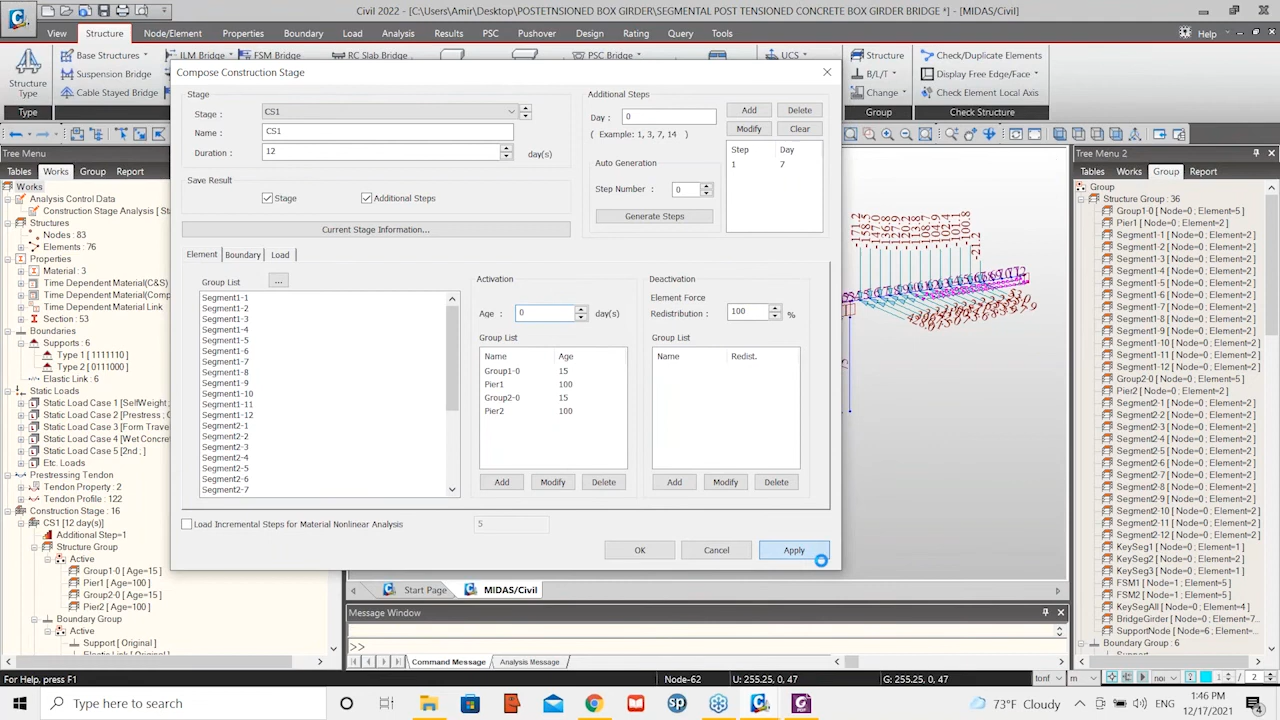 Civil 2022 - [C:\Users\Amir\Desktop\POSTETNSIONED BOX GIRDER\SEGMENTAL POST TENSIONED CONCRETE BOX GIRDER BRIDGE *] - [MIDAS/Civil]
View Structure Node/Element Properties Boundary Load Analysis Results PSC Pushover Design Rating Query Tools Help
Structure Type
Type
Base Structures
Suspension Bridge
Cable Stayed Bridge
ILM Bridge FSM Bridge RC Slab Bridge PSC Bridge UCS
Structure
B/L/T
Change
Group
Check/Duplicate Elements
Display Free Edge/Face
Check Element Local Axis
Check Structure
Tree Menu
Tables Works Group Report
Works
Analysis Control Data
Construction Stage Analysis [ Sta
Structures
Nodes : 83
Elements : 76
Properties
Material : 3
Time Dependent Material(C&S)
Time Dependent Material(Comp
Time Dependent Material Link
Section : 53
Boundaries
Supports : 6
Type 1 [ 1111110 ]
Type 2 [ 0111000 ]
Elastic Link : 6
Static Loads
Static Load Case 1 [SelfWeight ;
Static Load Case 2 [Prestress ;
Static Load Case 3 [Form Travel
Static Load Case 4 [Wet Concre
Static Load Case 5 [2nd ; ]
Etc. Loads
Prestressing Tendon
Tendon Property : 2
Tendon Profile : 122
Construction Stage : 16
CS1 [12 day(s)]
Additional Step=1
Structure Group
Active
Group1-0 [ Age=15 ]
Pier1 [ Age=100 ]
Group2-0 [ Age=15 ]
Pier2 [ Age=100 ]
Boundary Group
Active
Support [ Original ]
Compose Construction Stage
Stage
Stage : CS1
Name : CS1
Duration : 12 day(s)
Save Result
Stage Additional Steps
Current Stage Information...
Additional Steps
Day : 0
( Example: 1, 3, 7, 14 )
Auto Generation
Step Number : 0
Generate Steps
Add Delete
Modify Clear
Step Day
1 7
Element Boundary Load
Group List ...
Segment1-1
Segment1-2
Segment1-3
Segment1-4
Segment1-5
Segment1-6
Segment1-7
Segment1-8
Segment1-9
Segment1-10
Segment1-11
Segment1-12
Segment2-1
Segment2-2
Segment2-3
Segment2-4
Segment2-5
Segment2-6
Segment2-7
Activation
Age : 0 day(s)
Group List
Name Age
Group1-0 15
Pier1 100
Group2-0 15
Pier2 100
Add Modify Delete
Deactivation
Element Force
Redistribution : 100 %
Group List
Name Redist.
Add Modify Delete
Load Incremental Steps for Material Nonlinear Analysis 5
OK Cancel Apply
Start Page MIDAS/Civil
Message Window
>>
Command Message Analysis Message
Tree Menu 2
Tables Works Group Report
Group
Structure Group : 36
Group1-0 [ Node=0 ; Element=5 ]
Pier1 [ Node=0 ; Element=2 ]
Segment1-1 [ Node=0 ; Element=2 ]
Segment1-2 [ Node=0 ; Element=2 ]
Segment1-3 [ Node=0 ; Element=2 ]
Segment1-4 [ Node=0 ; Element=2 ]
Segment1-5 [ Node=0 ; Element=2 ]
Segment1-6 [ Node=0 ; Element=2 ]
Segment1-7 [ Node=0 ; Element=2 ]
Segment1-8 [ Node=0 ; Element=2 ]
Segment1-9 [ Node=0 ; Element=2 ]
Segment1-10 [ Node=0 ; Element=2 ]
Segment1-11 [ Node=0 ; Element=2 ]
Segment1-12 [ Node=0 ; Element=2 ]
Group2-0 [ Node=0 ; Element=5 ]
Pier2 [ Node=0 ; Element=2 ]
Segment2-1 [ Node=0 ; Element=2 ]
Segment2-2 [ Node=0 ; Element=2 ]
Segment2-3 [ Node=0 ; Element=2 ]
Segment2-4 [ Node=0 ; Element=2 ]
Segment2-5 [ Node=0 ; Element=2 ]
Segment2-6 [ Node=0 ; Element=2 ]
Segment2-7 [ Node=0 ; Element=2 ]
Segment2-8 [ Node=0 ; Element=2 ]
Segment2-9 [ Node=0 ; Element=2 ]
Segment2-10 [ Node=0 ; Element=2 ]
Segment2-11 [ Node=0 ; Element=2 ]
Segment2-12 [ Node=0 ; Element=2 ]
KeySeg1 [ Node=0 ; Element=1 ]
KeySeg2 [ Node=0 ; Element=2 ]
KeySeg3 [ Node=0 ; Element=1 ]
FSM1 [ Node=1 ; Element=5 ]
FSM2 [ Node=1 ; Element=5 ]
KeySegAll [ Node=0 ; Element=4 ]
BridgeGirder [ Node=0 ; Element=7...
SupportNode [ Node=6 ; Element=...
Boundary Group : 6
For Help, press F1
Node-62 U: 255.25, 0, 47 G: 255.25, 0, 47 tonf m 2
Type here to search
73°F Cloudy
1:46 PM
12/17/2021